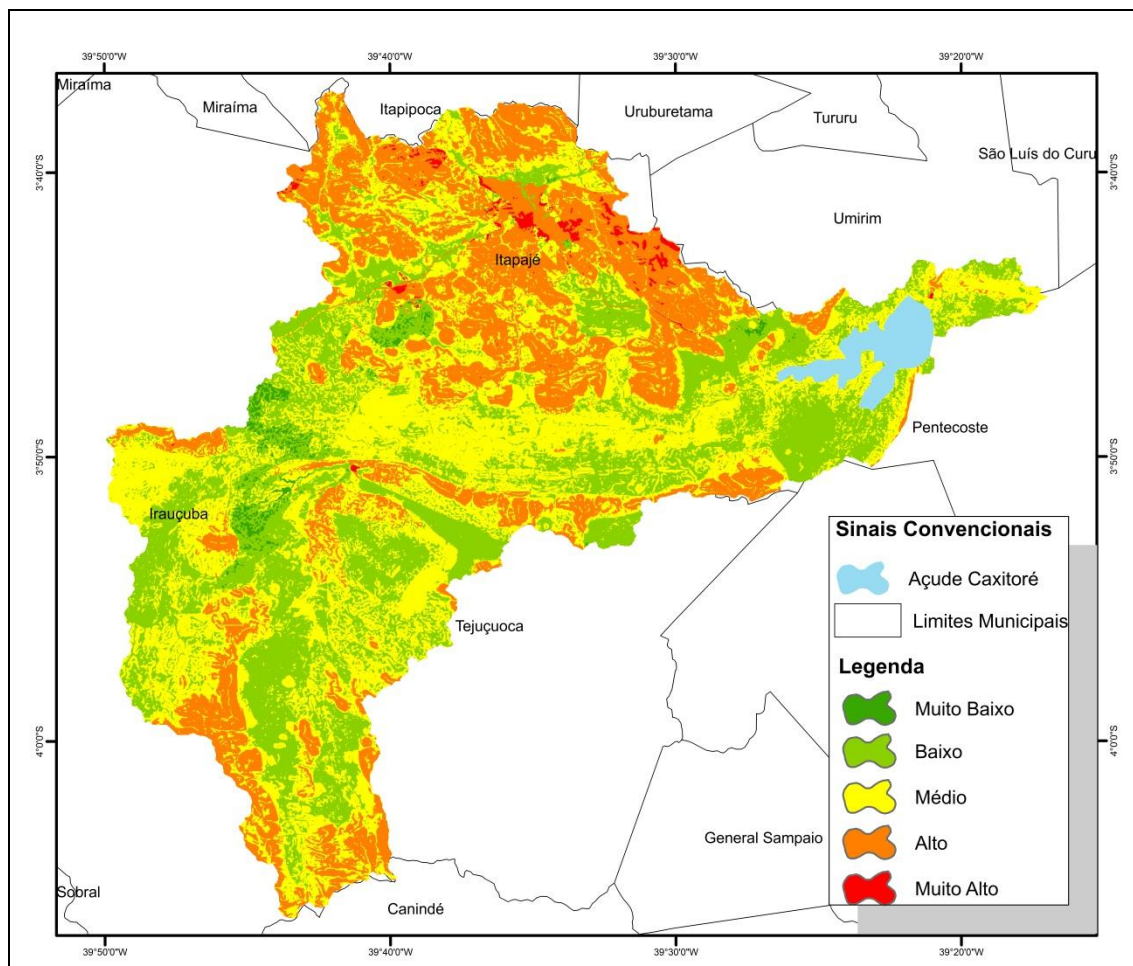 39°50'0"W
39°40'0"W
39°30'0"W
39°20'0"W
Miraíma
Miraíma
Itapipoca
Uruburetama
Tururu
São Luís do Curu
3°40'0"S
3°40'0"S
Umirim
Itapajé
Pentecoste
3°50'0"S
3°50'0"S
Irauçuba
Tejuçuoca
4°0'0"S
4°0'0"S
General Sampaio
Sobral
Canindé
Sinais Convencionais
Açude Caxitoré
Limites Municipais
Legenda
Muito Baixo
Baixo
Médio
Alto
Muito Alto
39°50'0"W
39°40'0"W
39°30'0"W
39°20'0"W